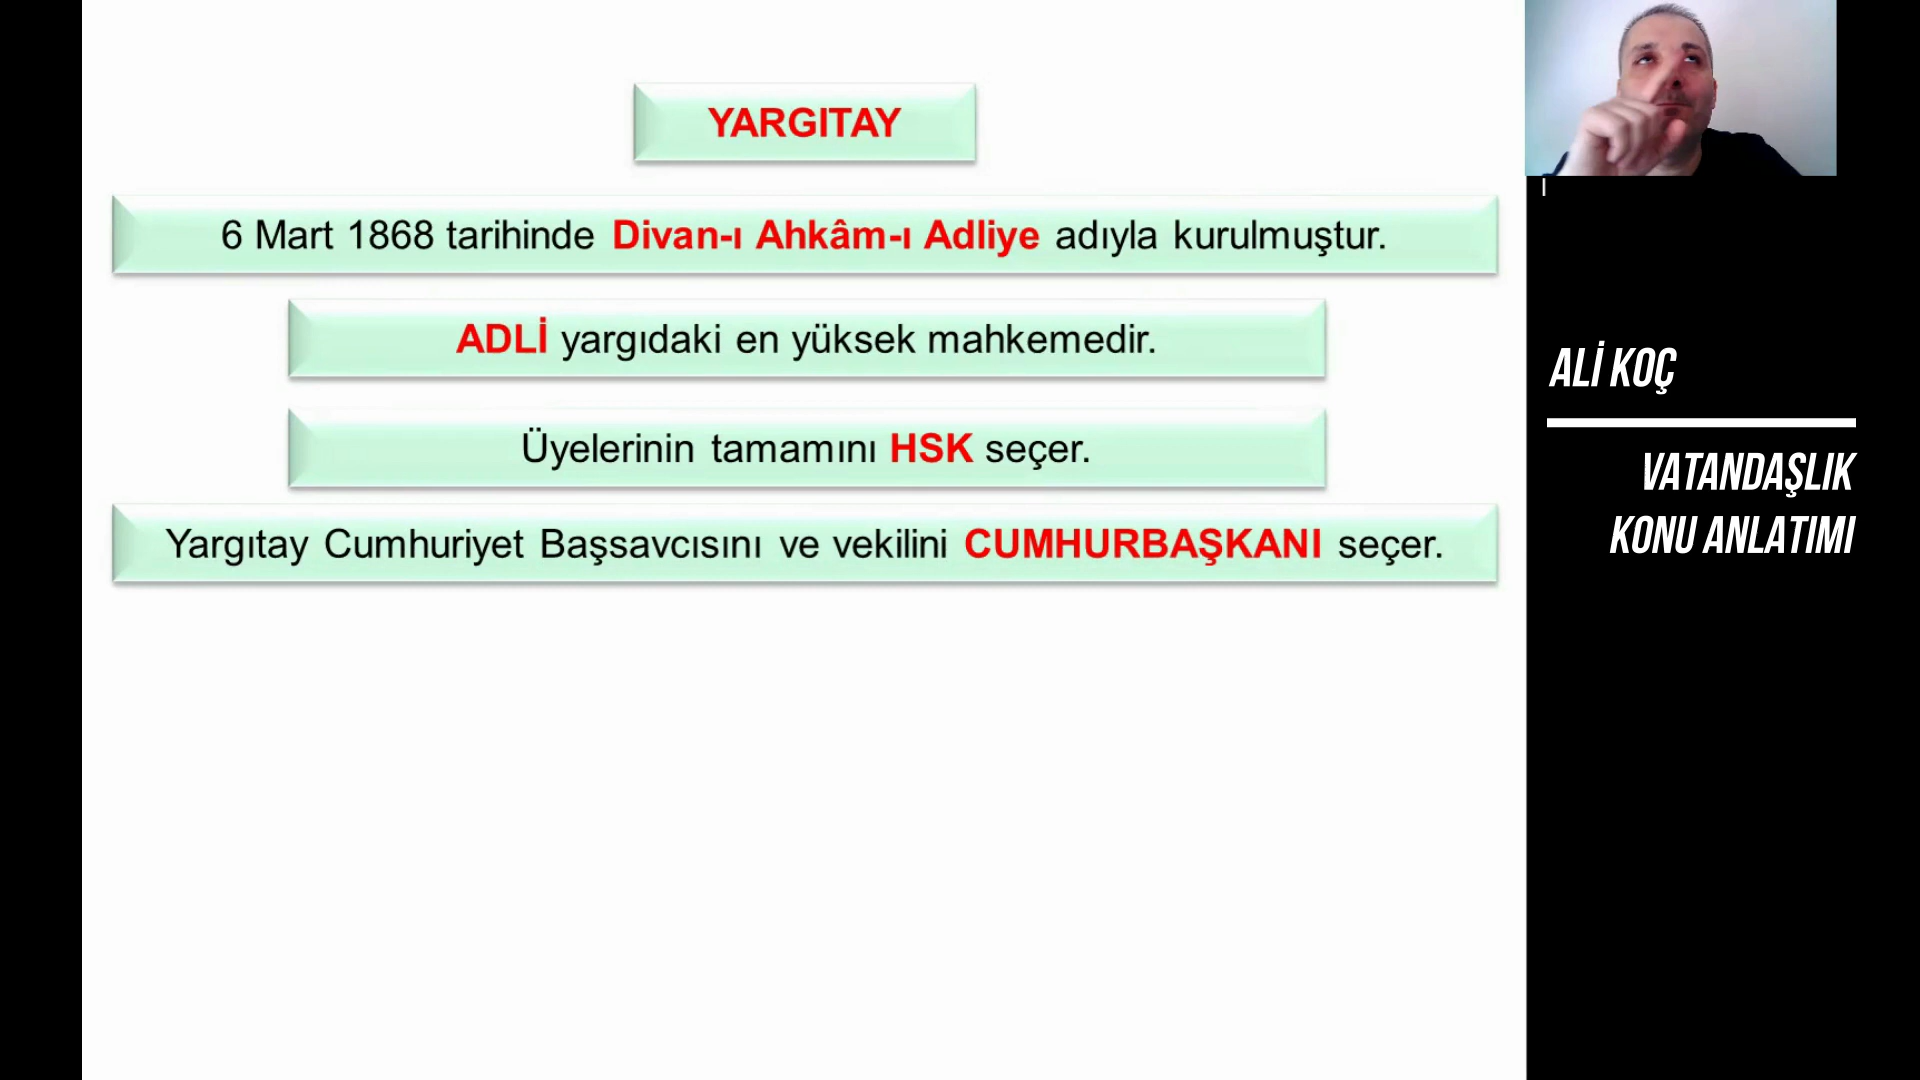 YARGITAY
6 Mart 1868 tarihinde Divan-ı Ahkâm-ı Adliye adıyla kurulmuştur.
ADLİ yargıdaki en yüksek mahkemedir.
Üyelerinin tamamını HSK seçer.
Yargıtay Cumhuriyet Başsavcısını ve vekilini CUMHURBAŞKANI seçer.
ALİ KOÇ
VATANDAŞLIK
KONU ANLATIMI